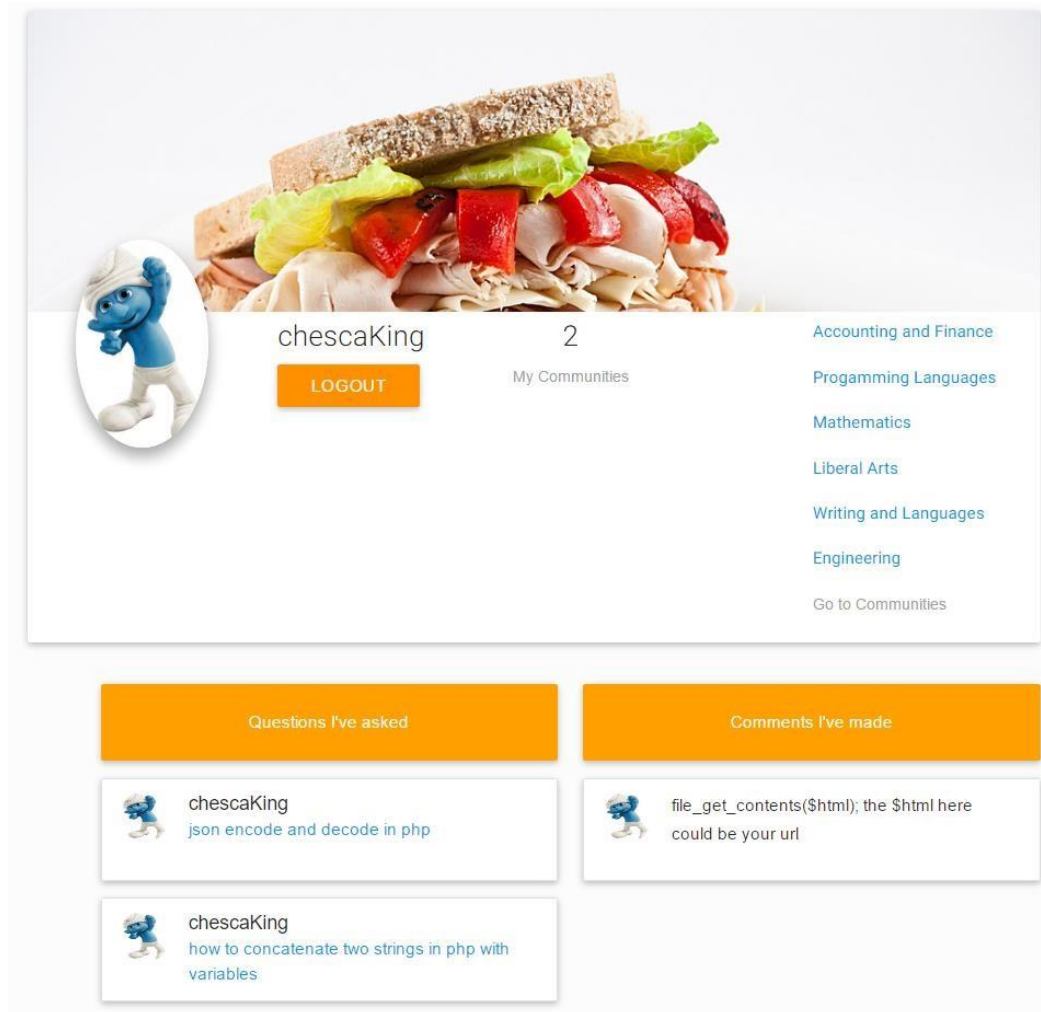 chescaKing
LOGOUT
2
My Communities
Accounting and Finance
Progamming Languages
Mathematics
Liberal Arts
Writing and Languages
Engineering
Go to Communities
Questions I've asked
chescaKing
json encode and decode in php
chescaKing
how to concatenate two strings in php with
variables
Comments I've made
file_get_contents($html); the $html here
could be your url